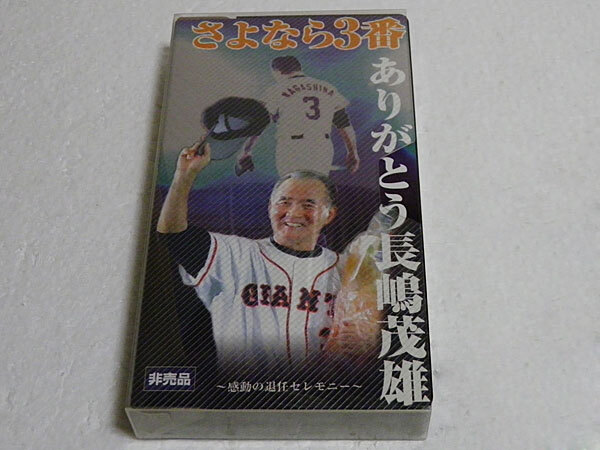 さよなら3番
ありがとう長嶋茂雄
NAGASHIMA
3
GIANT
非売品
～感動の退任セレモニー～